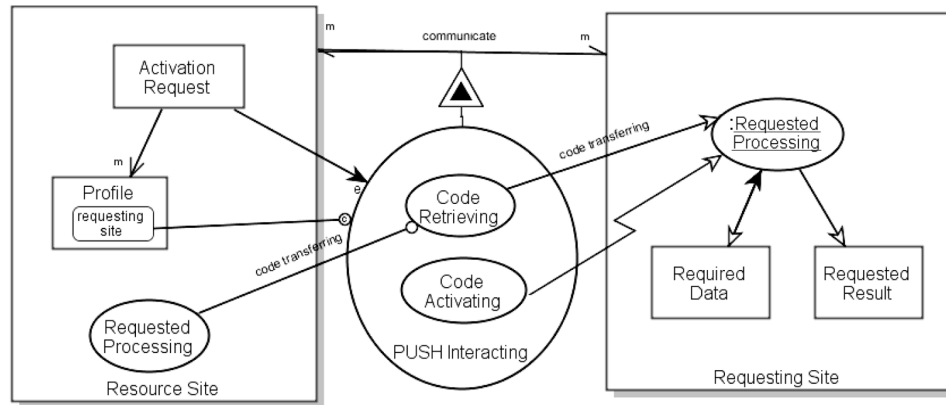 m
communicate
m
Activation
Request
code transferring
:Requested
Processing
m
e
Profile
requesting
site
c
Code
Retrieving
code transferring
Code
Activating
Required
Data
Requested
Result
Requested
Processing
PUSH Interacting
Resource Site
Requesting Site